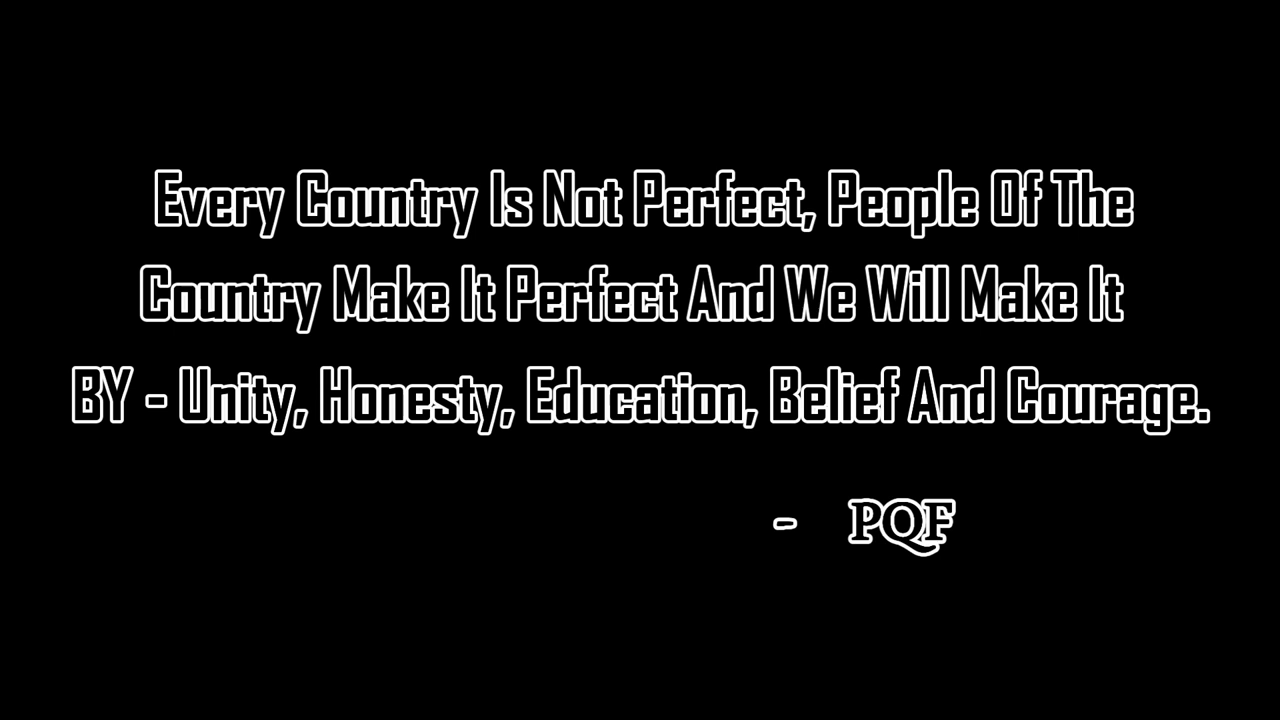 Every Country Is Not Perfect, People Of The
Country Make It Perfect And We Will Make It
BY - Unity, Honesty, Education, Belief And Courage.
- PQF